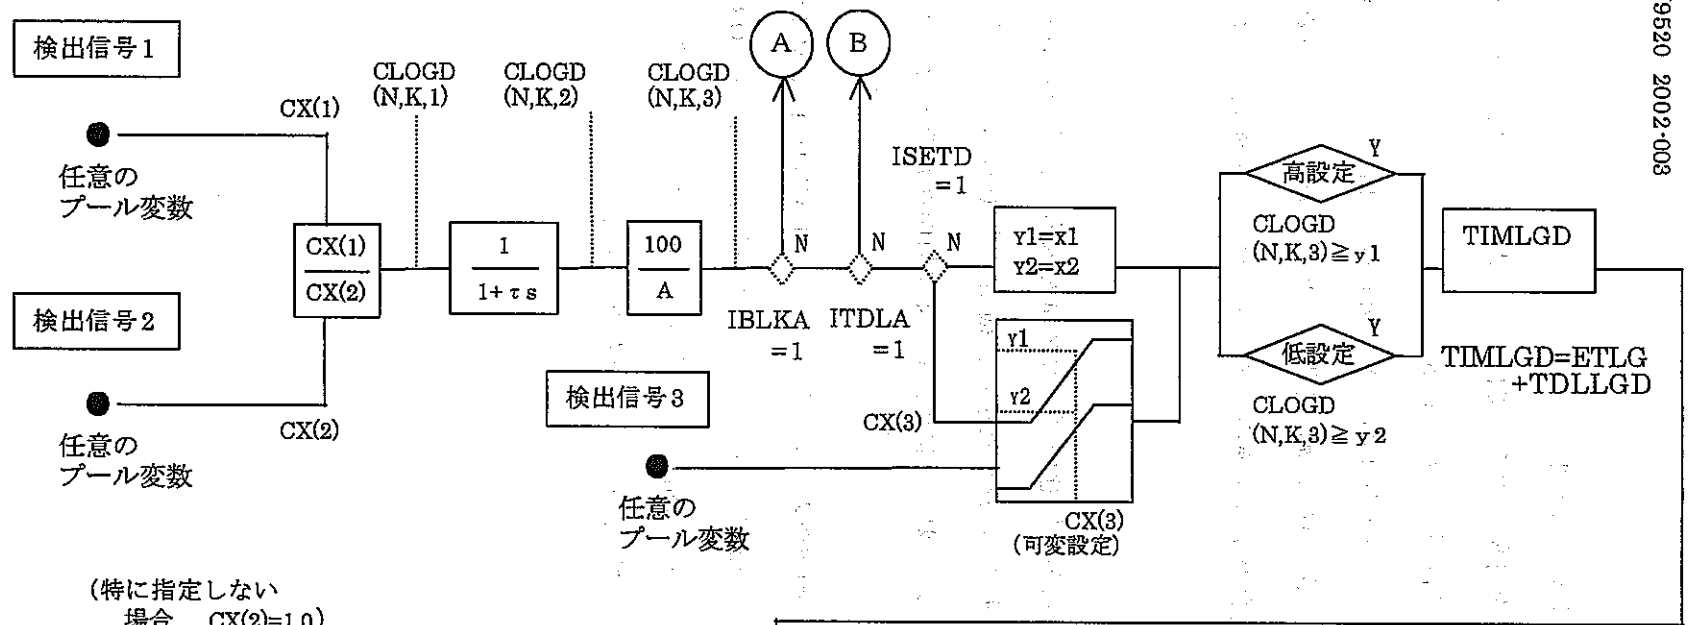 検出信号1
CX(1)
任意の
プール変数
CLOGD
(N,K,1)
CLOGD
(N,K,2)
CLOGD
(N,K,3)
A
B
CX(1)
CX(2)
1
1+τs
100
A
N
N
N
IBLKA
=1
ITDLA
=1
ISETD
=1
y1=x1
y2=x2
高設定
Y
CLOGD
(N,K,3)≧y1
低設定
Y
CLOGD
(N,K,3)≧y2
TIMLGD
TIMLGD=ETLG
+TDLLGD
検出信号2
CX(2)
任意の
プール変数
検出信号3
CX(3)
y1
y2
任意の
プール変数
CX(3)
(可変設定)
(特に指定しない
場合 CX(2)=1.0)
9520 2002-003